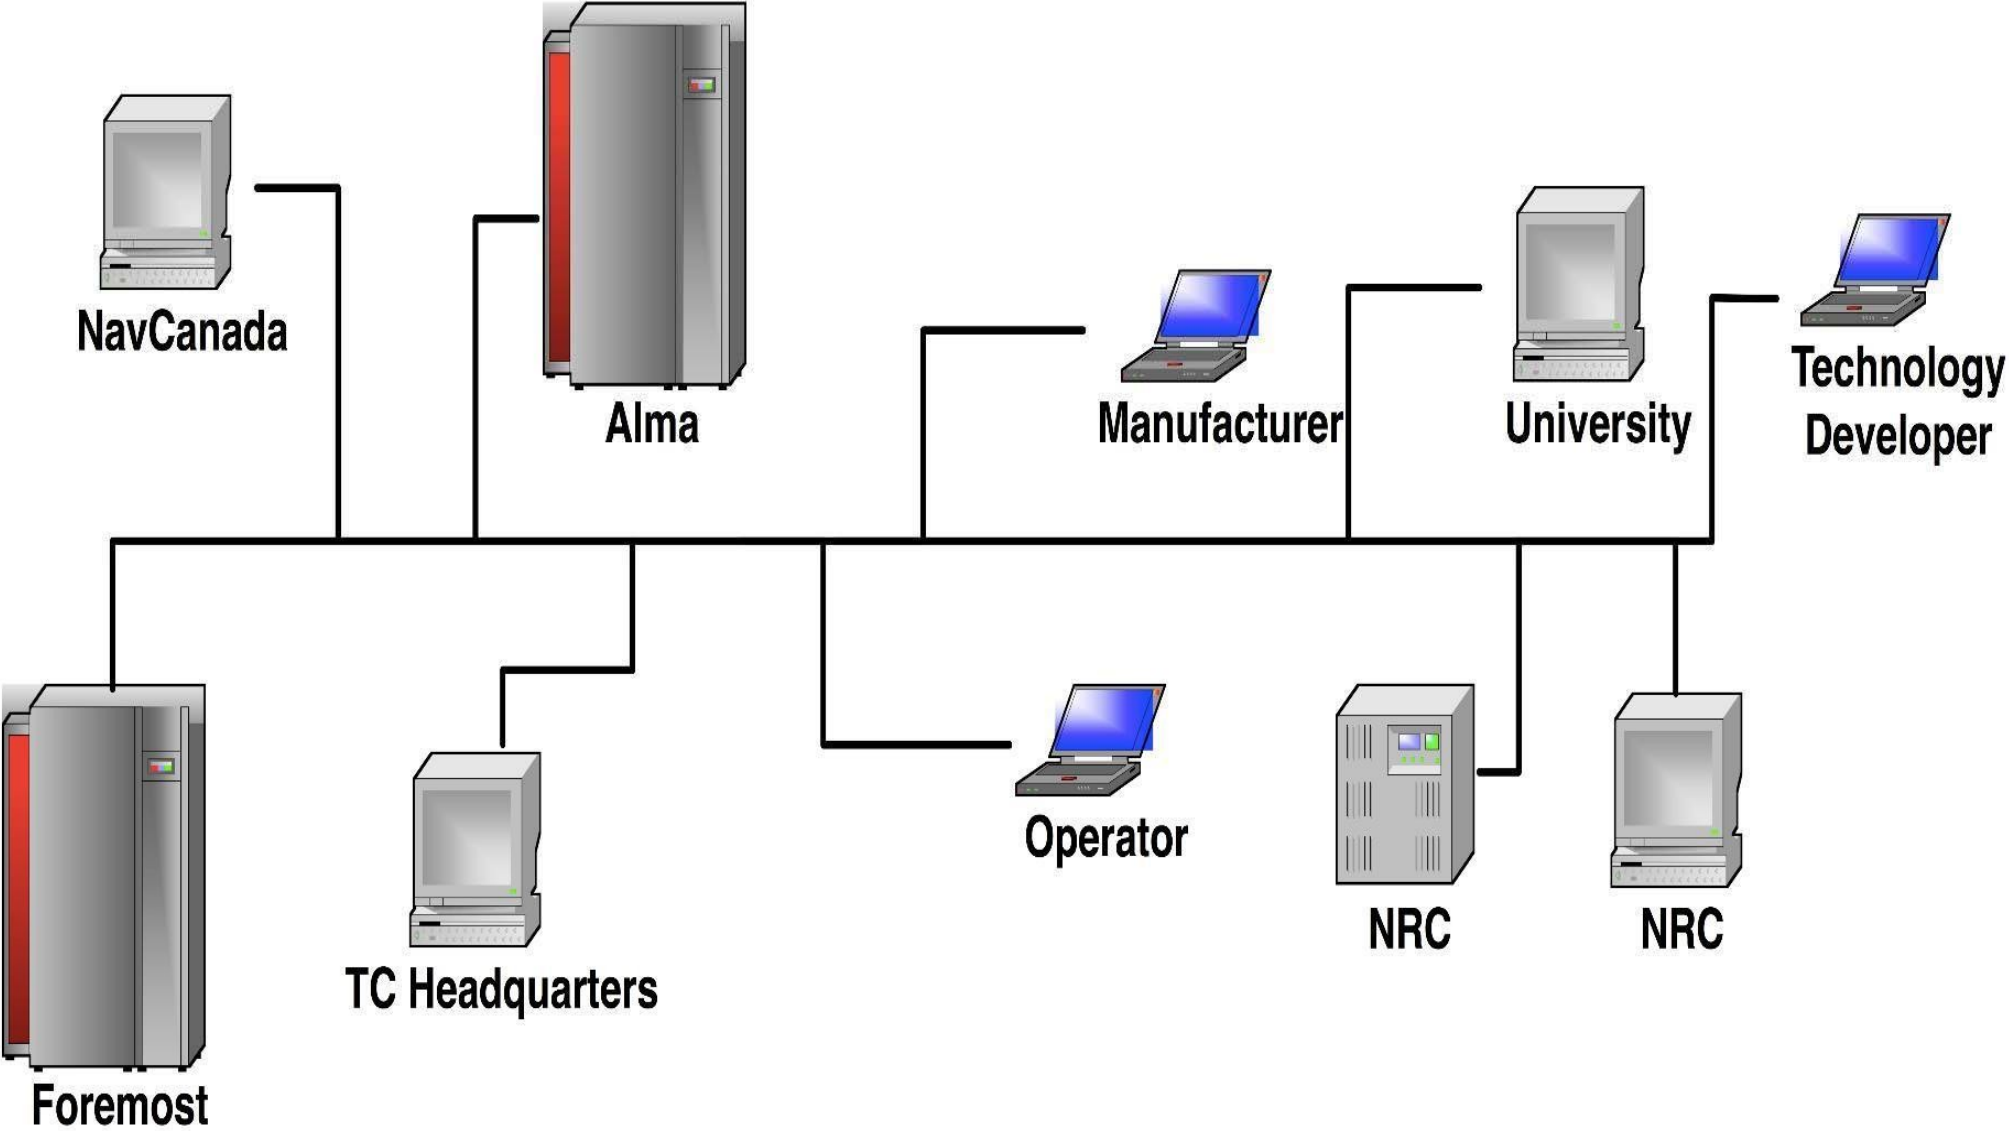 NavCanada
Alma
Manufacturer
University
Technology
Developer
Foremost
TC Headquarters
Operator
NRC
NRC